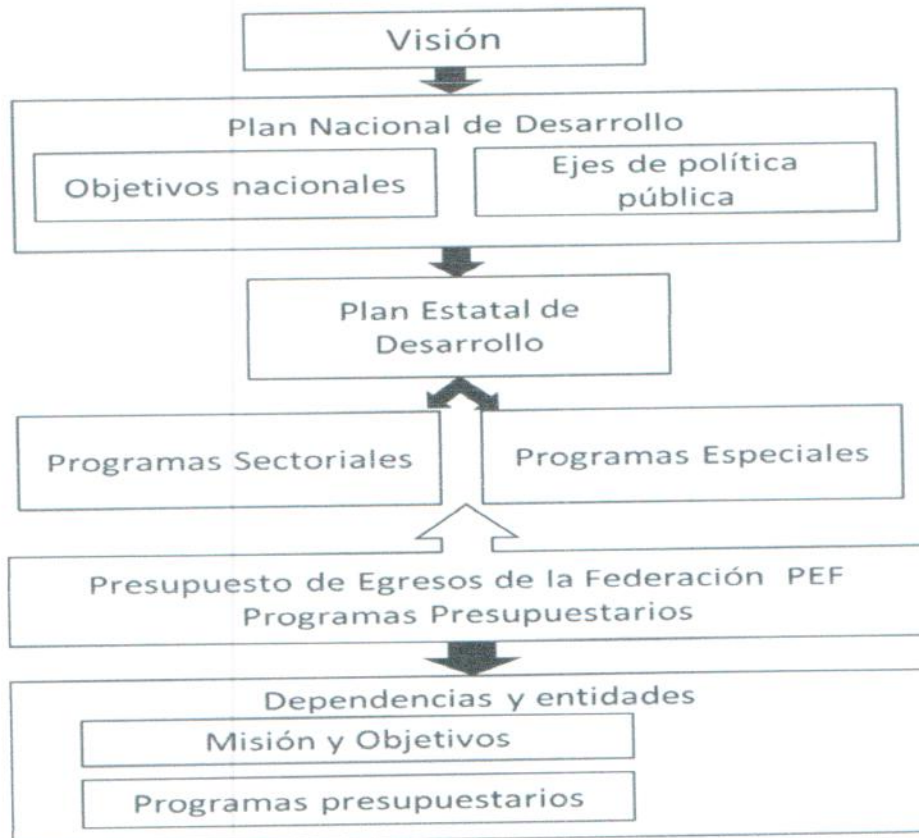 Visión
Plan Nacional de Desarrollo
Objetivos nacionales
Ejes de política
pública
Plan Estatal de
Desarrollo
Programas Sectoriales
Programas Especiales
Presupuesto de Egresos de la Federación PEF
Programas Presupuestarios
Dependencias y entidades
Misión y Objetivos
Programas presupuestarios